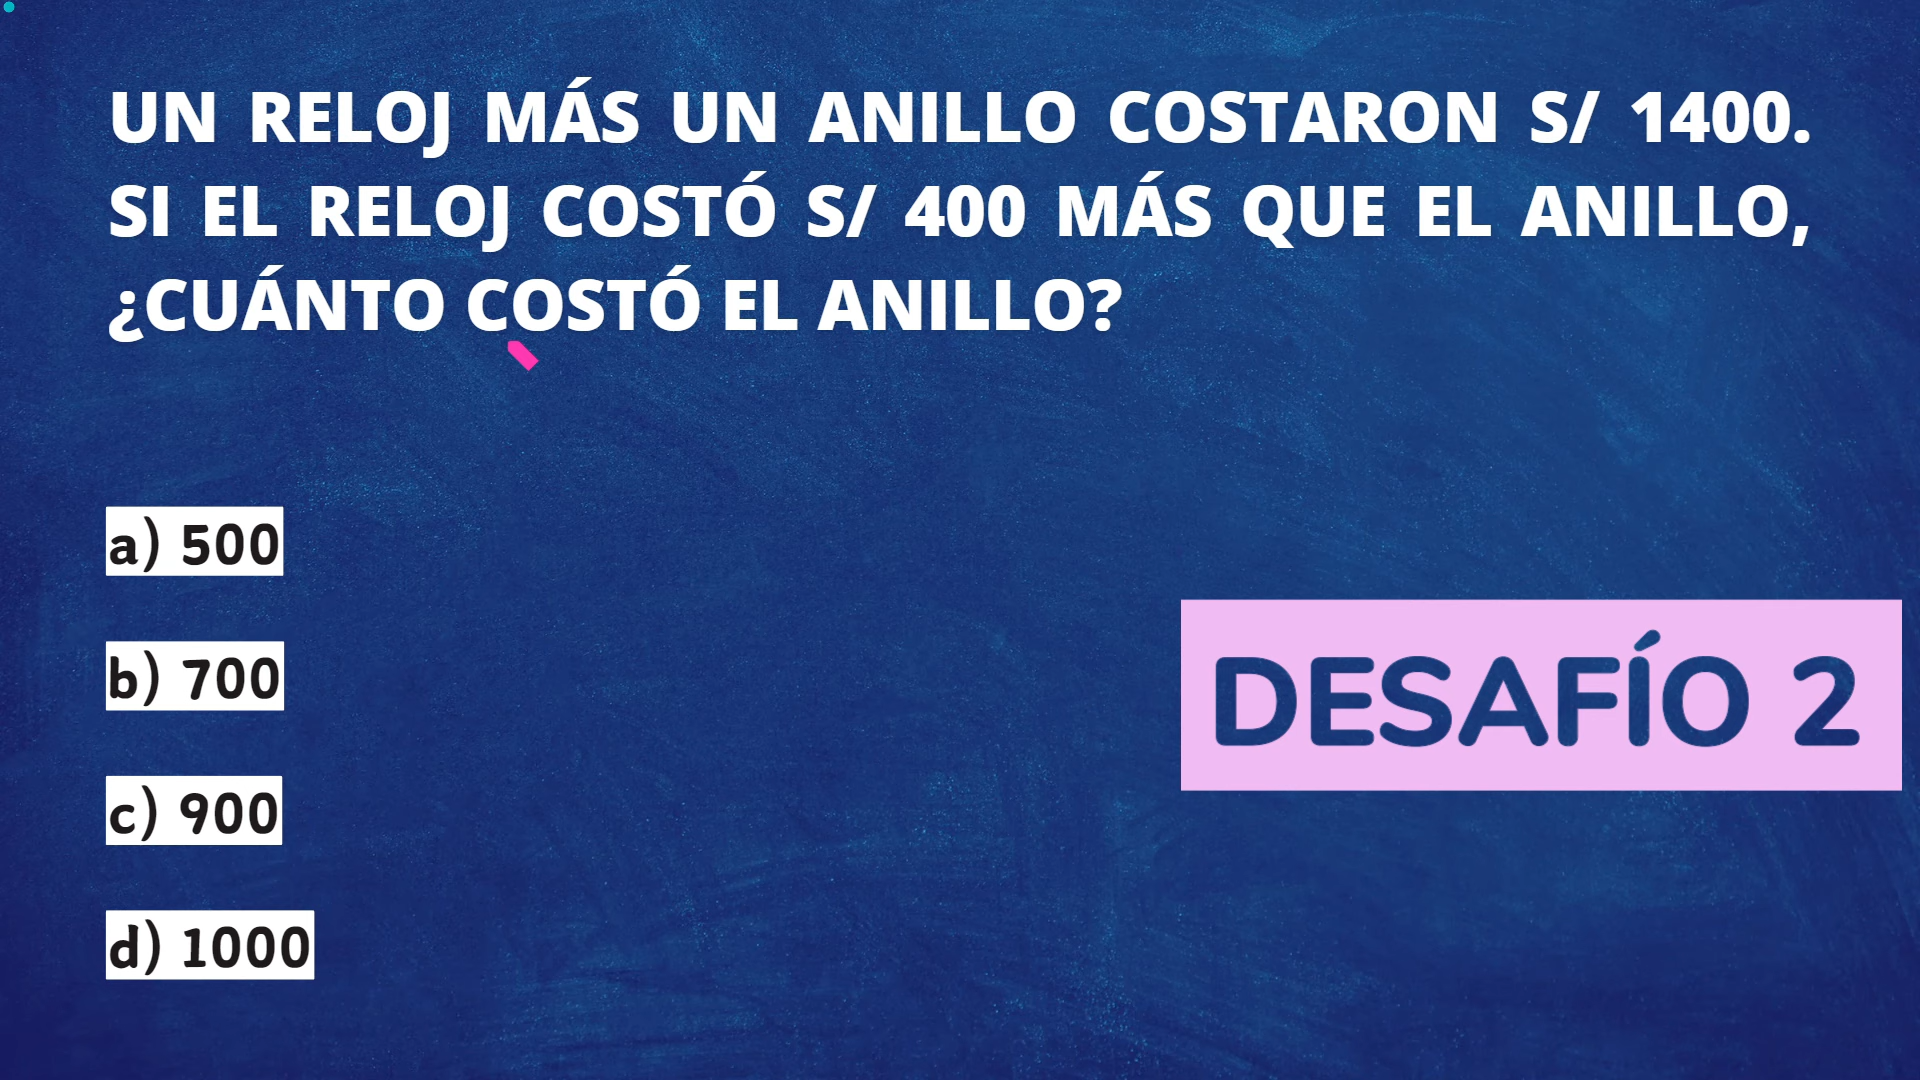 UN RELOJ MÁS UN ANILLO COSTARON S/ 1400.
SI EL RELOJ COSTÓ S/ 400 MÁS QUE EL ANILLO,
¿CUÁNTO COSTÓ EL ANILLO?
a) 500
b) 700
DESAFÍO 2
c) 900
d) 1000